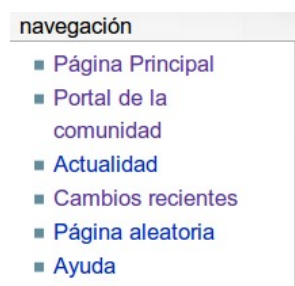 navegación
Página Principal
Portal de la
comunidad
Actualidad
Cambios recientes
Página aleatoria
Ayuda